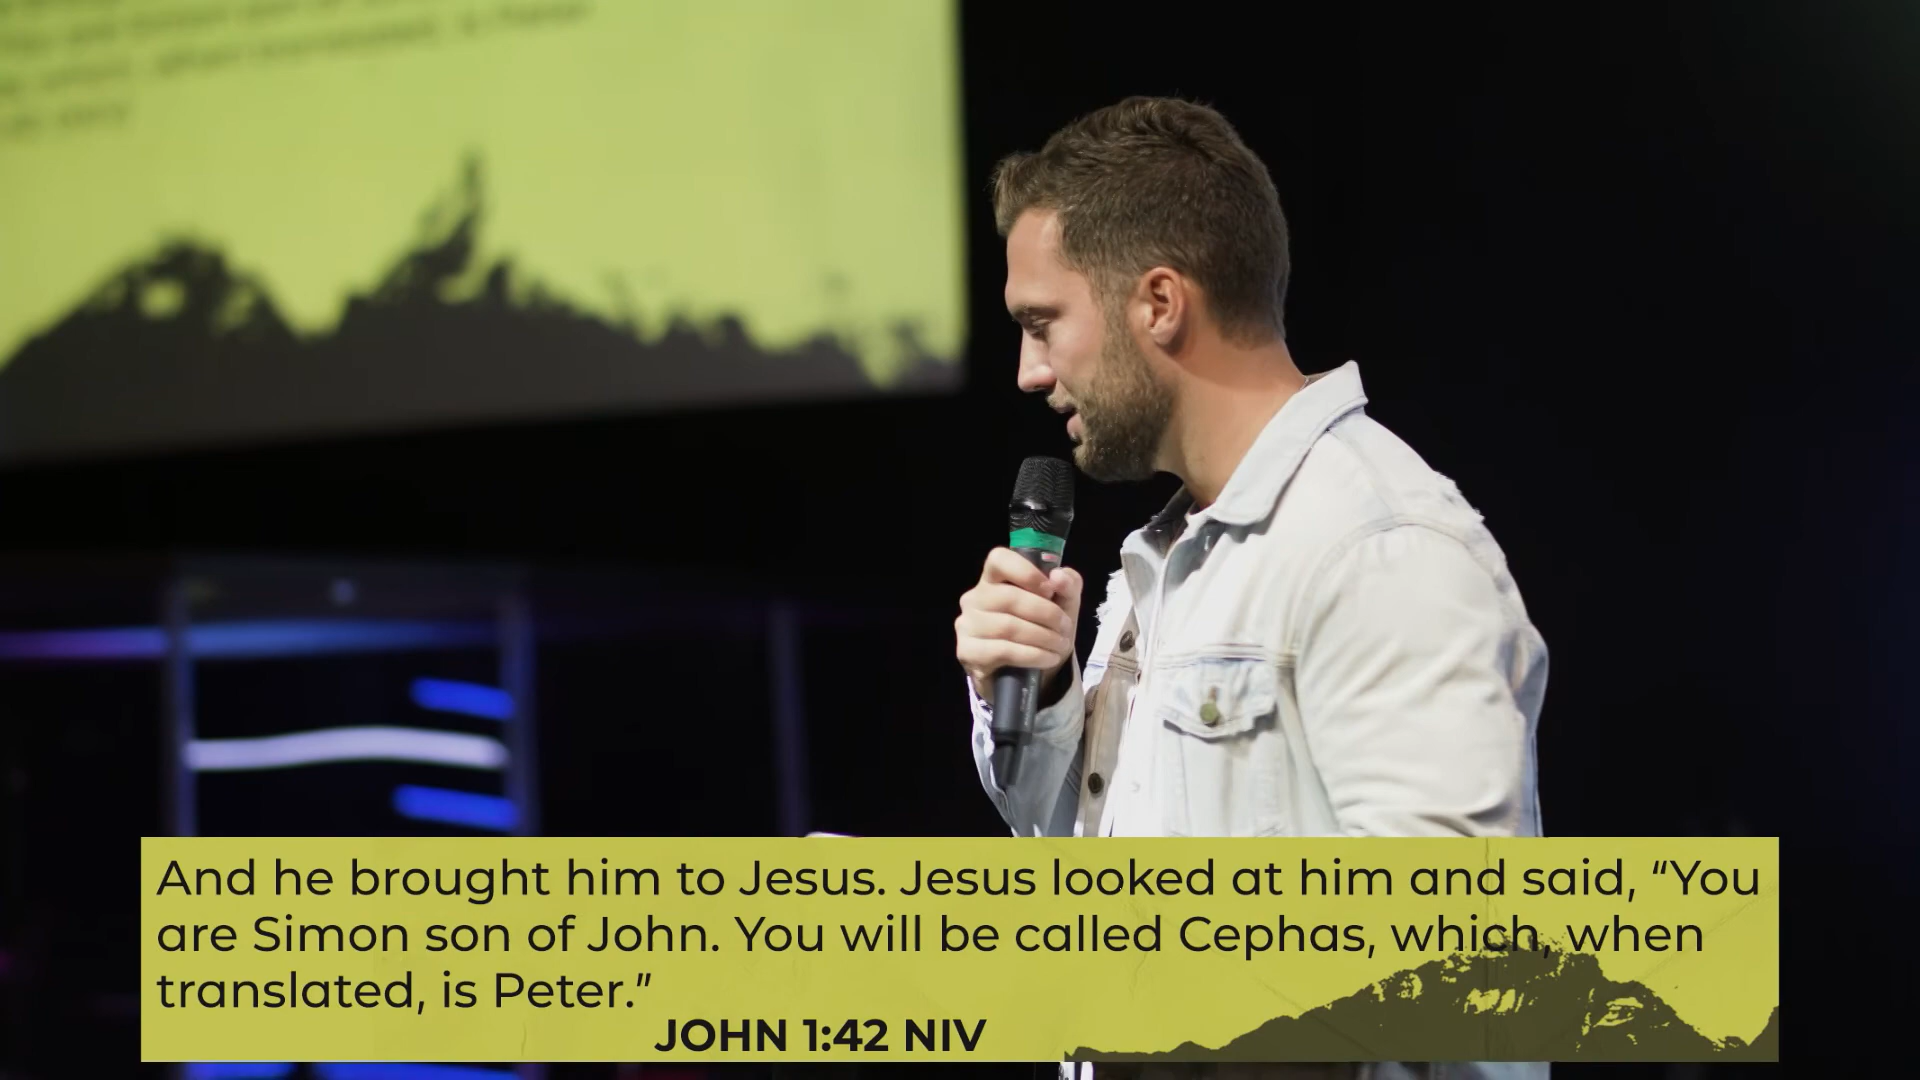 And he brought him to Jesus. Jesus looked at him and said, “You
are Simon son of John. You will be called Cephas, which, when
translated, is Peter.”
JOHN 1:42 NIV